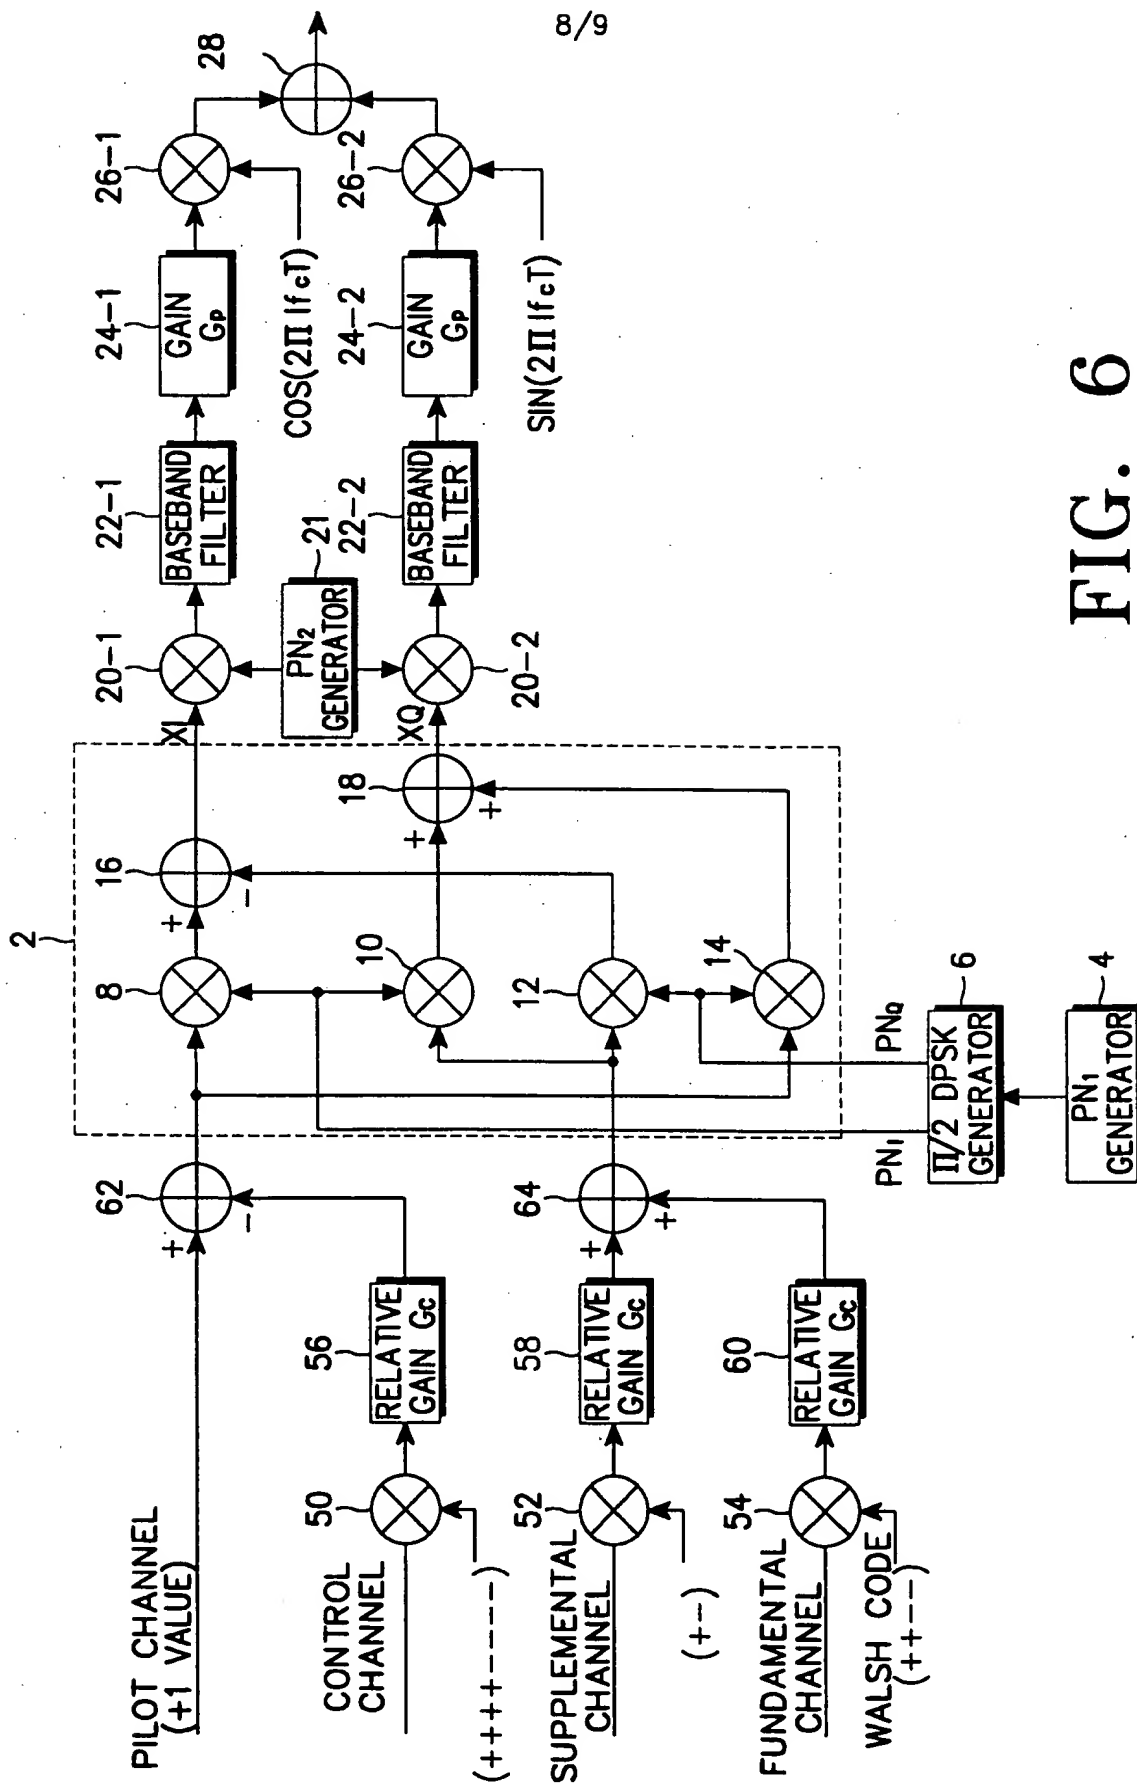 8/9
PILOT CHANNEL
(+1 VALUE)
62
+
-
2
8
+
16
-
XI
20-1
22-1
BASEBAND
FILTER
24-1
GAIN
GP
26-1
28
COS(2Π IfcT)
CONTROL
CHANNEL
50
(++++----)
56
RELATIVE
GAIN GC
10
+
18
+
XQ
PN2
GENERATOR
21
20-2
22-2
BASEBAND
FILTER
24-2
GAIN
GP
26-2
SIN(2Π IfcT)
SUPPLEMENTAL
CHANNEL
52
(+-)
58
RELATIVE
GAIN GC
+
64
+
12
14
FUNDAMENTAL
CHANNEL
54
WALSH CODE
(++--)
60
RELATIVE
GAIN GC
PNI
PNQ
Π/2 DPSK
GENERATOR
6
PN1
GENERATOR
4
FIG. 6